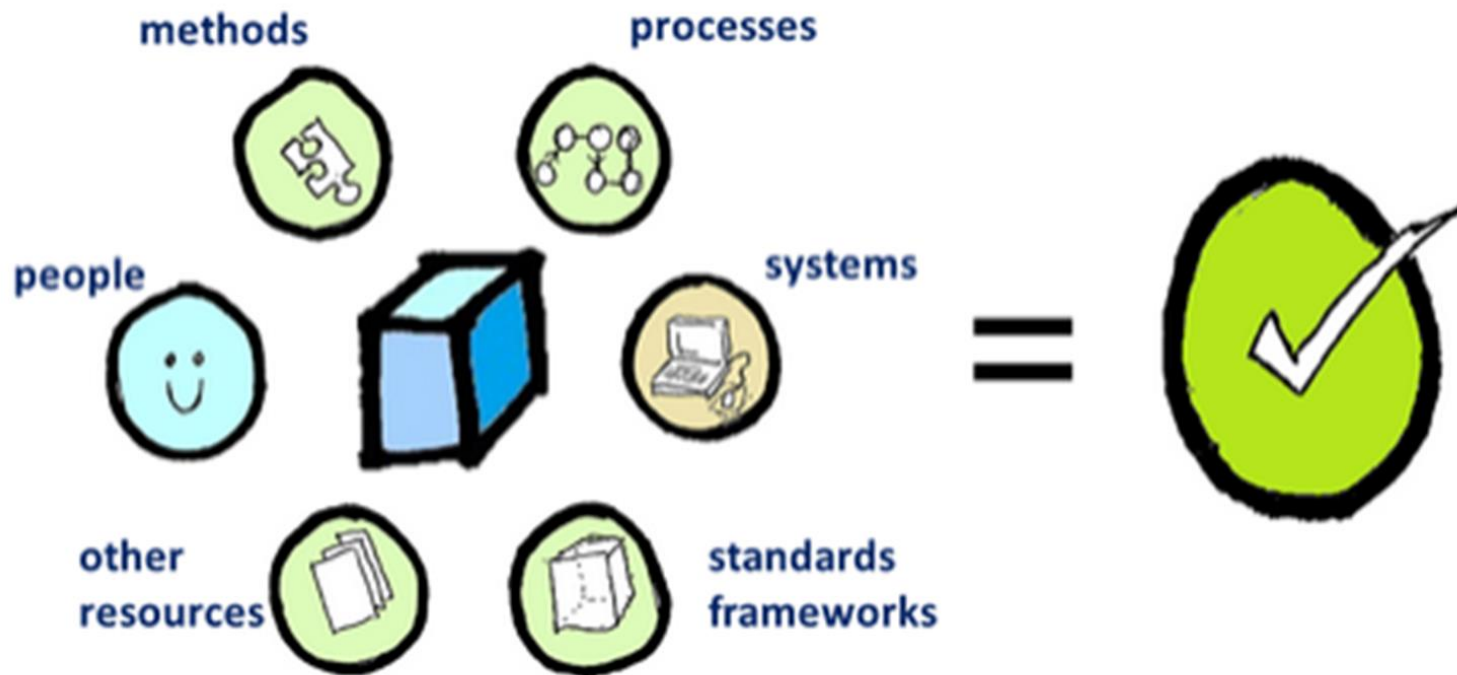 methods
processes
people
systems
other
resources
standards
frameworks